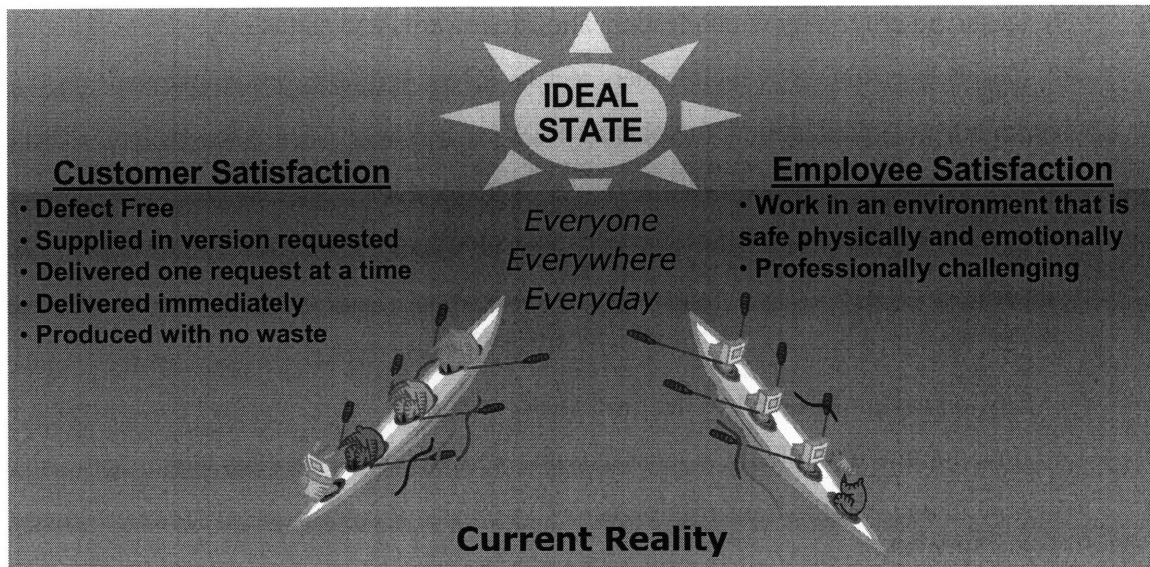 IDEAL
STATE
Customer Satisfaction
• Defect Free
• Supplied in version requested
• Delivered one request at a time
• Delivered immediately
• Produced with no waste
Everyone
Everywhere
Everyday
Employee Satisfaction
• Work in an environment that is
safe physically and emotionally
• Professionally challenging
Current Reality